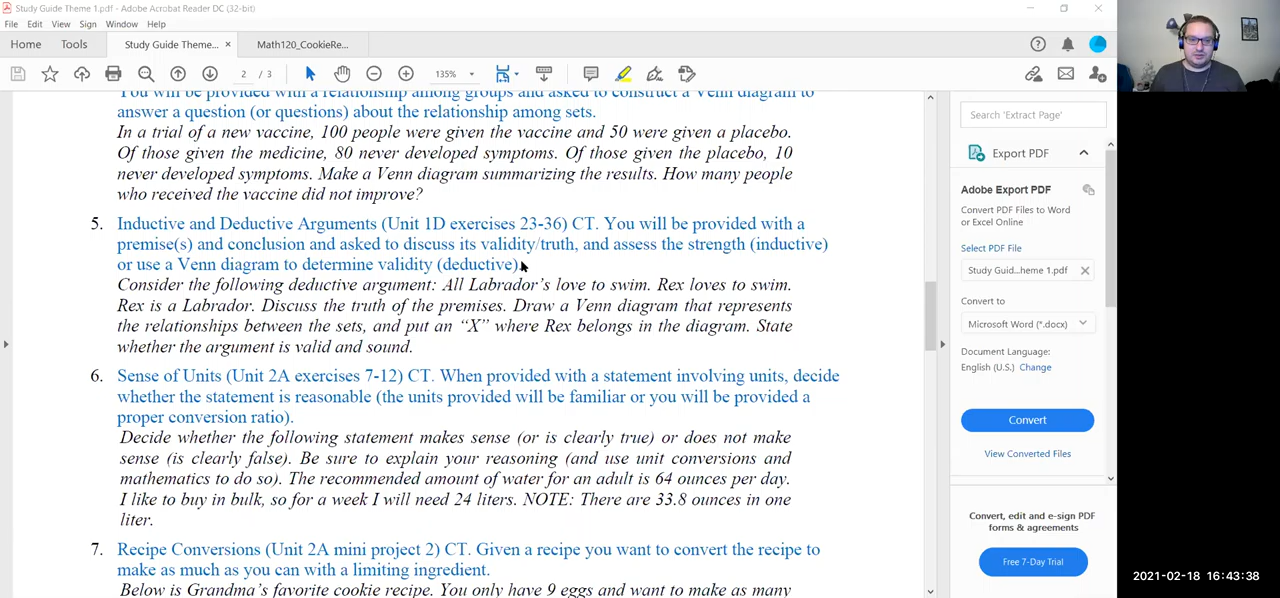 Study Guide Theme 1.pdf - Adobe Acrobat Reader DC (32-bit)
File Edit View Sign Window Help
Home Tools Study Guide Theme... × Math120_CookieRe...
2 / 3 135%
You will be provided with a relationship among groups and asked to construct a Venn diagram to
answer a question (or questions) about the relationship among sets.
In a trial of a new vaccine, 100 people were given the vaccine and 50 were given a placebo.
Of those given the medicine, 80 never developed symptoms. Of those given the placebo, 10
never developed symptoms. Make a Venn diagram summarizing the results. How many people
who received the vaccine did not improve?
5. Inductive and Deductive Arguments (Unit 1D exercises 23-36) CT. You will be provided with a
premise(s) and conclusion and asked to discuss its validity/truth, and assess the strength (inductive)
or use a Venn diagram to determine validity (deductive).
Consider the following deductive argument: All Labrador's love to swim. Rex loves to swim.
Rex is a Labrador. Discuss the truth of the premises. Draw a Venn diagram that represents
the relationships between the sets, and put an "X" where Rex belongs in the diagram. State
whether the argument is valid and sound.
6. Sense of Units (Unit 2A exercises 7-12) CT. When provided with a statement involving units, decide
whether the statement is reasonable (the units provided will be familiar or you will be provided a
proper conversion ratio).
Decide whether the following statement makes sense (or is clearly true) or does not make
sense (is clearly false). Be sure to explain your reasoning (and use unit conversions and
mathematics to do so). The recommended amount of water for an adult is 64 ounces per day.
I like to buy in bulk, so for a week I will need 24 liters. NOTE: There are 33.8 ounces in one
liter.
7. Recipe Conversions (Unit 2A mini project 2) CT. Given a recipe you want to convert the recipe to
make as much as you can with a limiting ingredient.
Below is Grandma's favorite cookie recipe. You only have 9 eggs and want to make as many
Search 'Extract Page'
Export PDF
Adobe Export PDF
Convert PDF Files to Word
or Excel Online
Select PDF File
Study Guid...heme 1.pdf ×
Convert to
Microsoft Word (*.docx)
Document Language:
English (U.S.) Change
Convert
View Converted Files
Convert, edit and e-sign PDF
forms & agreements
Free 7-Day Trial
2021-02-18 16:43:38